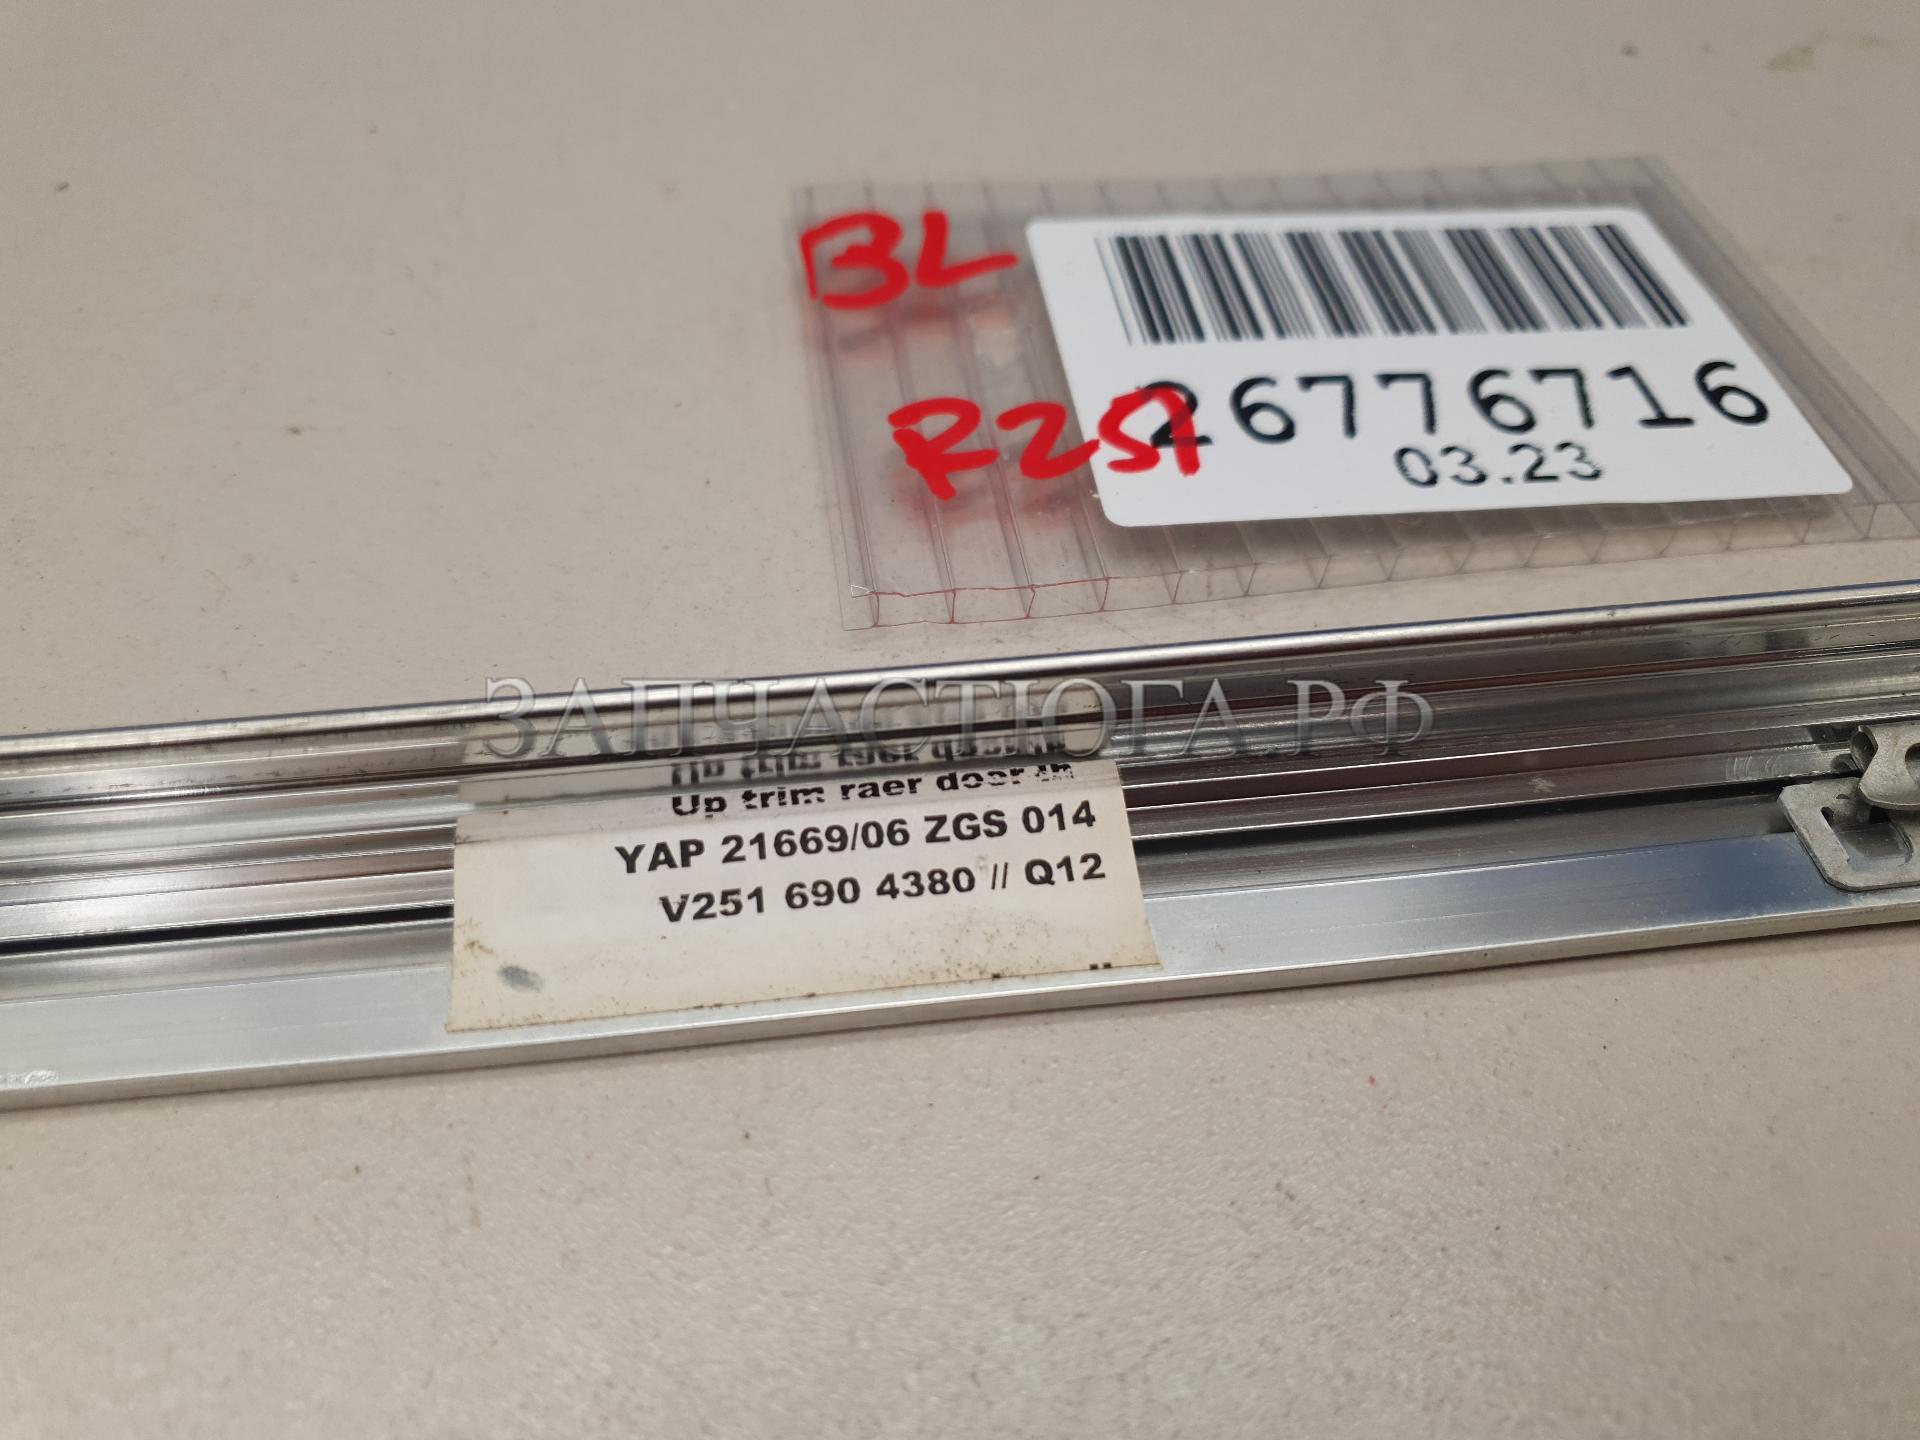 BL
R251
26776716
03.23
ЗАПЧАСТЮГА.РФ
Up trim raer door lh
YAP 21669/06 ZGS 014
V251 690 4380 // Q12